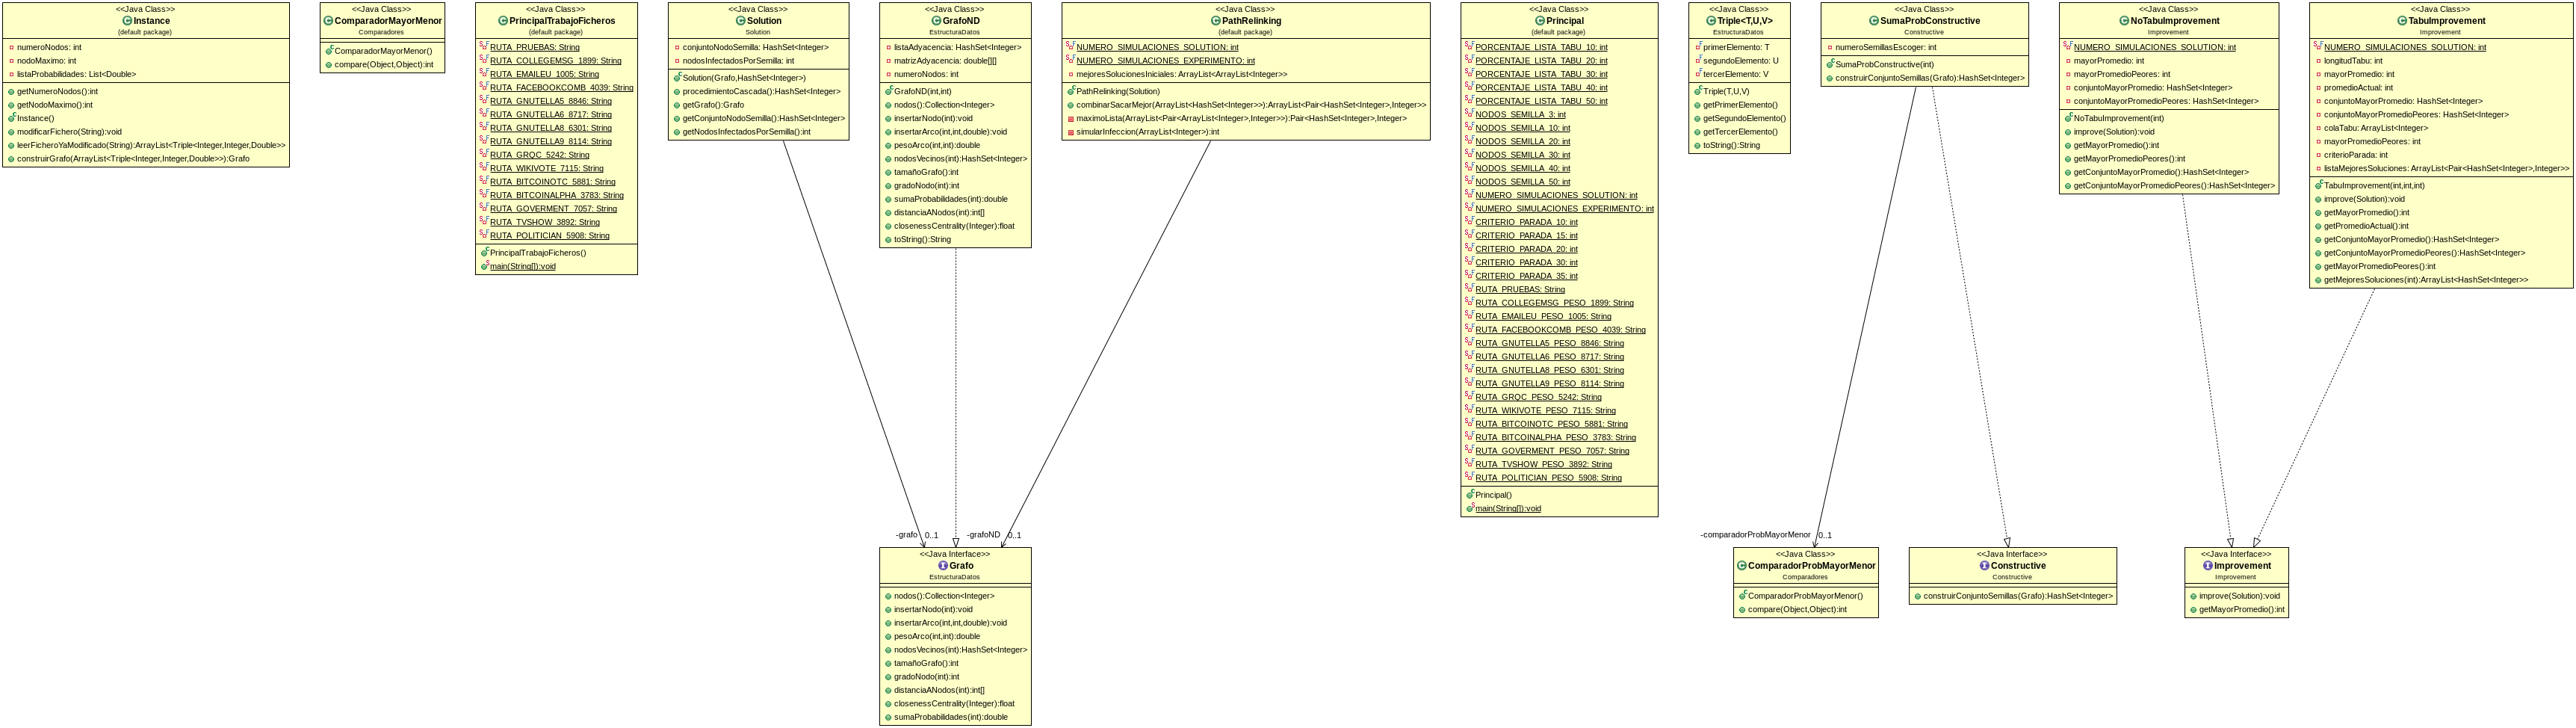 <<Java Class>>
Instance
(default package)
numeroNodos: int
nodoMaximo: int
listaProbabilidades: List<Double>
getNumeroNodos():int
getNodoMaximo():int
Instance()
modificarFichero(String):void
leerFicheroYaModificado(String):ArrayList<Triple<Integer,Integer,Double>>
construirGrafo(ArrayList<Triple<Integer,Integer,Double>>):Grafo
<<Java Class>>
ComparadorMayorMenor
Comparadores
ComparadorMayorMenor()
compare(Object,Object):int
<<Java Class>>
PrincipalTrabajoFicheros
(default package)
RUTA_PRUEBAS: String
RUTA_COLLEGEMSG_1899: String
RUTA_EMAILEU_1005: String
RUTA_FACEBOOKCOMB_4039: String
RUTA_GNUTELLA5_8846: String
RUTA_GNUTELLA6_8717: String
RUTA_GNUTELLA8_6301: String
RUTA_GNUTELLA9_8114: String
RUTA_GRQC_5242: String
RUTA_WIKIVOTE_7115: String
RUTA_BITCOINOTC_5881: String
RUTA_BITCOINALPHA_3783: String
RUTA_GOVERMENT_7057: String
RUTA_TVSHOW_3892: String
RUTA_POLITICIAN_5908: String
PrincipalTrabajoFicheros()
main(String[]):void
<<Java Class>>
Solution
Solution
conjuntoNodoSemilla: HashSet<Integer>
nodosInfectadosPorSemilla: int
Solution(Grafo,HashSet<Integer>)
procedimientoCascada():HashSet<Integer>
getGrafo():Grafo
getConjuntoNodoSemilla():HashSet<Integer>
getNodosInfectadosPorSemilla():int
<<Java Class>>
GrafoND
EstructuraDatos
listaAdyacencia: HashSet<Integer>
matrizAdyacencia: double[][]
numeroNodos: int
GrafoND(int,int)
nodos():Collection<Integer>
insertarNodo(int):void
insertarArco(int,int,double):void
pesoArco(int,int):double
nodosVecinos(int):HashSet<Integer>
tamañoGrafo():int
gradoNodo(int):int
sumaProbabilidades(int):double
distanciaANodos(int):int[]
closenessCentrality(Integer):float
toString():String
<<Java Class>>
PathRelinking
(default package)
NUMERO_SIMULACIONES_SOLUTION: int
NUMERO_SIMULACIONES_EXPERIMENTO: int
mejoresSolucionesIniciales: ArrayList<ArrayList<Integer>>
PathRelinking(Solution)
combinarSacarMejor(ArrayList<HashSet<Integer>>):ArrayList<Pair<HashSet<Integer>,Integer>>
maximoLista(ArrayList<Pair<ArrayList<Integer>,Integer>>):Pair<HashSet<Integer>,Integer>
simularInfeccion(ArrayList<Integer>):int
<<Java Class>>
Principal
(default package)
PORCENTAJE_LISTA_TABU_10: int
PORCENTAJE_LISTA_TABU_20: int
PORCENTAJE_LISTA_TABU_30: int
PORCENTAJE_LISTA_TABU_40: int
PORCENTAJE_LISTA_TABU_50: int
NODOS_SEMILLA_3: int
NODOS_SEMILLA_10: int
NODOS_SEMILLA_20: int
NODOS_SEMILLA_30: int
NODOS_SEMILLA_40: int
NODOS_SEMILLA_50: int
NUMERO_SIMULACIONES_SOLUTION: int
NUMERO_SIMULACIONES_EXPERIMENTO: int
CRITERIO_PARADA_10: int
CRITERIO_PARADA_15: int
CRITERIO_PARADA_20: int
CRITERIO_PARADA_30: int
CRITERIO_PARADA_35: int
RUTA_PRUEBAS: String
RUTA_COLLEGEMSG_PESO_1899: String
RUTA_EMAILEU_PESO_1005: String
RUTA_FACEBOOKCOMB_PESO_4039: String
RUTA_GNUTELLA5_PESO_8846: String
RUTA_GNUTELLA6_PESO_8717: String
RUTA_GNUTELLA8_PESO_6301: String
RUTA_GNUTELLA9_PESO_8114: String
RUTA_GRQC_PESO_5242: String
RUTA_WIKIVOTE_PESO_7115: String
RUTA_BITCOINOTC_PESO_5881: String
RUTA_BITCOINALPHA_PESO_3783: String
RUTA_GOVERMENT_PESO_7057: String
RUTA_TVSHOW_PESO_3892: String
RUTA_POLITICIAN_PESO_5908: String
Principal()
main(String[]):void
<<Java Class>>
Triple<T,U,V>
EstructuraDatos
primerElemento: T
segundoElemento: U
tercerElemento: V
Triple(T,U,V)
getPrimerElemento()
getSegundoElemento()
getTercerElemento()
toString():String
<<Java Class>>
SumaProbConstructive
Constructive
numeroSemillasEscoger: int
SumaProbConstructive(int)
construirConjuntoSemillas(Grafo):HashSet<Integer>
<<Java Class>>
NoTabuImprovement
Improvement
NUMERO_SIMULACIONES_SOLUTION: int
mayorPromedio: int
mayorPromedioPeores: int
conjuntoMayorPromedio: HashSet<Integer>
conjuntoMayorPromedioPeores: HashSet<Integer>
NoTabuImprovement(int)
improve(Solution):void
getMayorPromedio():int
getMayorPromedioPeores():int
getConjuntoMayorPromedio():HashSet<Integer>
getConjuntoMayorPromedioPeores():HashSet<Integer>
<<Java Class>>
TabuImprovement
Improvement
NUMERO_SIMULACIONES_SOLUTION: int
longitudTabu: int
mayorPromedio: int
promedioActual: int
conjuntoMayorPromedio: HashSet<Integer>
conjuntoMayorPromedioPeores: HashSet<Integer>
colaTabu: ArrayList<Integer>
mayorPromedioPeores: int
criterioParada: int
listaMejoresSoluciones: ArrayList<Pair<HashSet<Integer>,Integer>>
TabuImprovement(int,int,int)
improve(Solution):void
getMayorPromedio():int
getPromedioActual():int
getConjuntoMayorPromedio():HashSet<Integer>
getConjuntoMayorPromedioPeores():HashSet<Integer>
getMayorPromedioPeores():int
getMejoresSoluciones(int):ArrayList<HashSet<Integer>>
-grafo 0..1
-grafoND 0..1
-comparadorProbMayorMenor 0..1
<<Java Interface>>
Grafo
EstructuraDatos
nodos():Collection<Integer>
insertarNodo(int):void
insertarArco(int,int,double):void
pesoArco(int,int):double
nodosVecinos(int):HashSet<Integer>
tamañoGrafo():int
gradoNodo(int):int
distanciaANodos(int):int[]
closenessCentrality(Integer):float
sumaProbabilidades(int):double
<<Java Class>>
ComparadorProbMayorMenor
Comparadores
ComparadorProbMayorMenor()
compare(Object,Object):int
<<Java Interface>>
Constructive
Constructive
construirConjuntoSemillas(Grafo):HashSet<Integer>
<<Java Interface>>
Improvement
Improvement
improve(Solution):void
getMayorPromedio():int